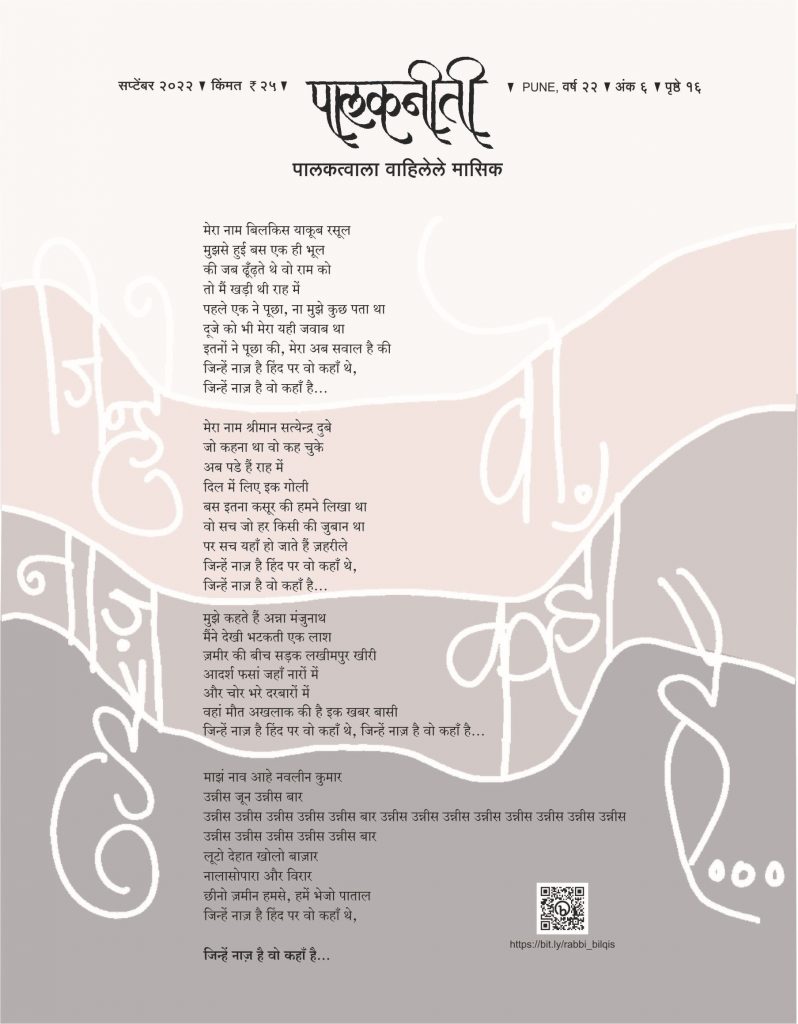 सप्टेंबर २०२२ ▼ किंमत ₹ २५ ▼
पालकनीती
▼ PUNE, वर्ष २२ ▼ अंक ६ ▼ पृष्ठे १६
पालकत्वाला वाहिलेले मासिक
मेरा नाम बिलकिस याकूब रसूल
मुझसे हुई बस एक ही भूल
की जब ढूँढ़ते थे वो राम को
तो मैं खड़ी थी राह में
पहले एक ने पूछा, ना मुझे कुछ पता था
दूजे को भी मेरा यही जवाब था
इतनों ने पूछा की, मेरा अब सवाल है की
जिन्हें नाज़ है हिंद पर वो कहाँ थे,
जिन्हें नाज़ है वो कहाँ है...
मेरा नाम श्रीमान सत्येन्द्र दुबे
जो कहना था वो कह चुके
अब पडे हैं राह में
दिल में लिए इक गोली
बस इतना कसूर की हमने लिखा था
वो सच जो हर किसी की जुबान था
पर सच यहाँ हो जाते हैं ज़हरीले
जिन्हें नाज़ है हिंद पर वो कहाँ थे,
जिन्हें नाज़ है वो कहाँ है...
मुझे कहते हैं अन्ना मंजुनाथ
मैंने देखी भटकती एक लाश
ज़मीर की बीच सड़क लखीमपुर खीरी
आदर्श फसां जहाँ नारों में
और चोर भरे दरबारों में
वहां मौत अखलाक की है इक खबर बासी
जिन्हें नाज़ है हिंद पर वो कहाँ थे, जिन्हें नाज़ है वो कहाँ है...
माझं नाव आहे नवलीन कुमार
उन्नीस जून उन्नीस बार
उन्नीस उन्नीस उन्नीस उन्नीस उन्नीस बार उन्नीस उन्नीस उन्नीस उन्नीस उन्नीस उन्नीस उन्नीस उन्नीस
उन्नीस उन्नीस उन्नीस उन्नीस उन्नीस बार
लूटो देहात खोलो बाज़ार
नालासोपारा और विरार
छीनो ज़मीन हमसे, हमें भेजो पाताल
जिन्हें नाज़ है हिंद पर वो कहाँ थे,
जिन्हें नाज़ है वो कहाँ है...
https://bit.ly/rabbi_bilqis
जिन्हें
नाज़
है
वो
कहाँ
है...